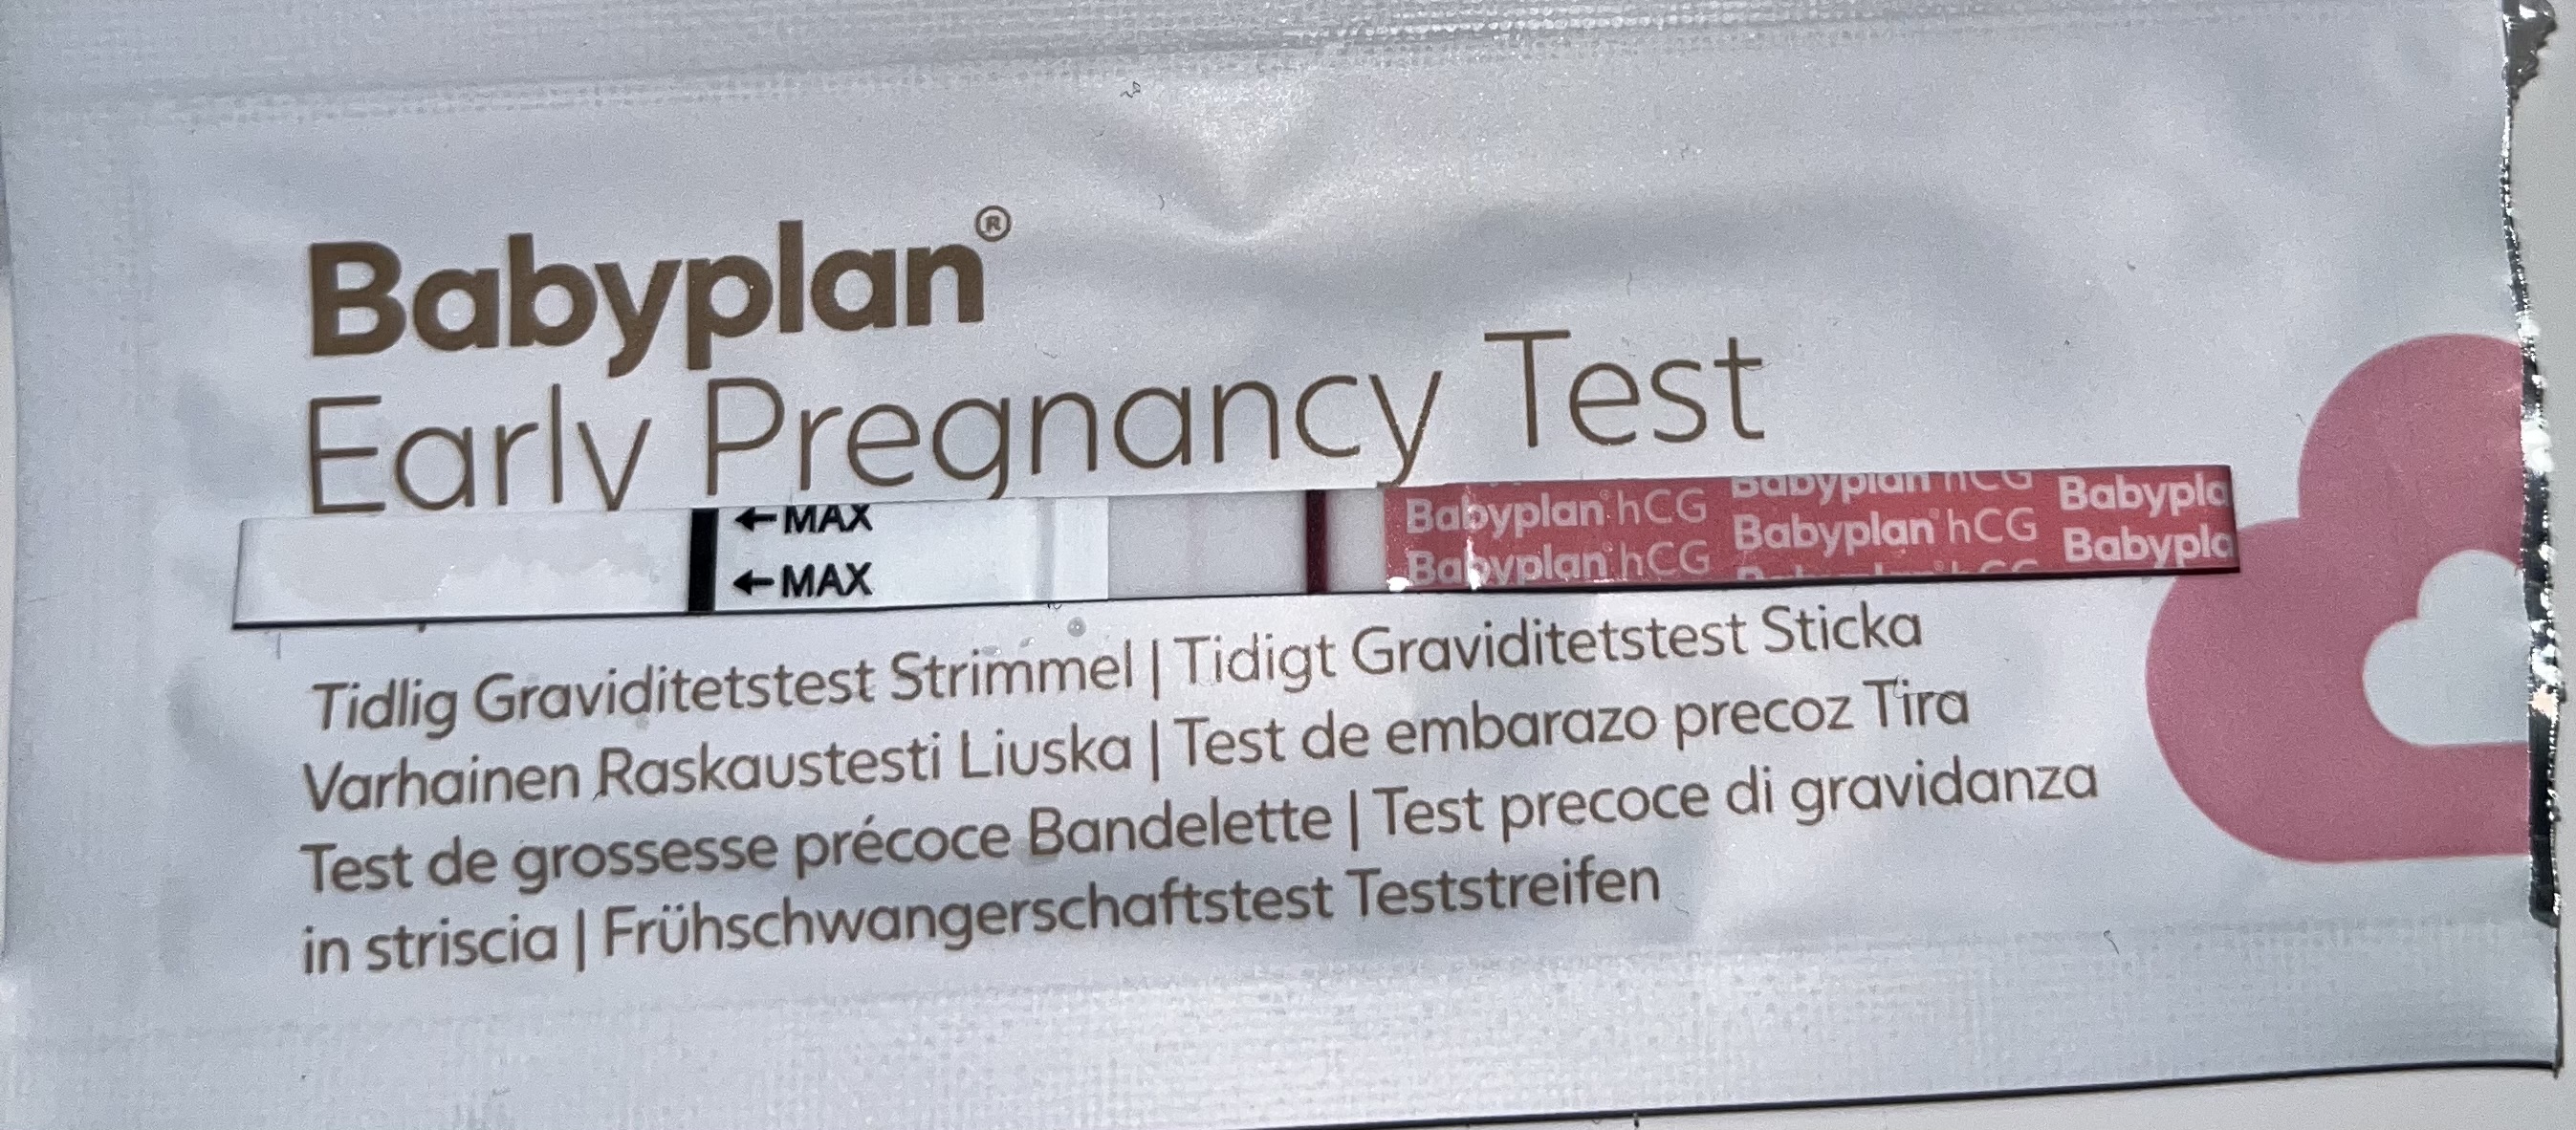 Babyplan®
Early Pregnancy Test
←MAX
←MAX
Babyplan hCG Babyplan hCG Babypla
Babyplan hCG Babyplan hCG Babypla
Tidlig Graviditetstest Strimmel | Tidigt Graviditetstest Sticka
Varhainen Raskaustesti Liuska | Test de embarazo precoz Tira
Test de grossesse précoce Bandelette | Test precoce di gravidanza
in striscia | Frühschwangerschaftstest Teststreifen